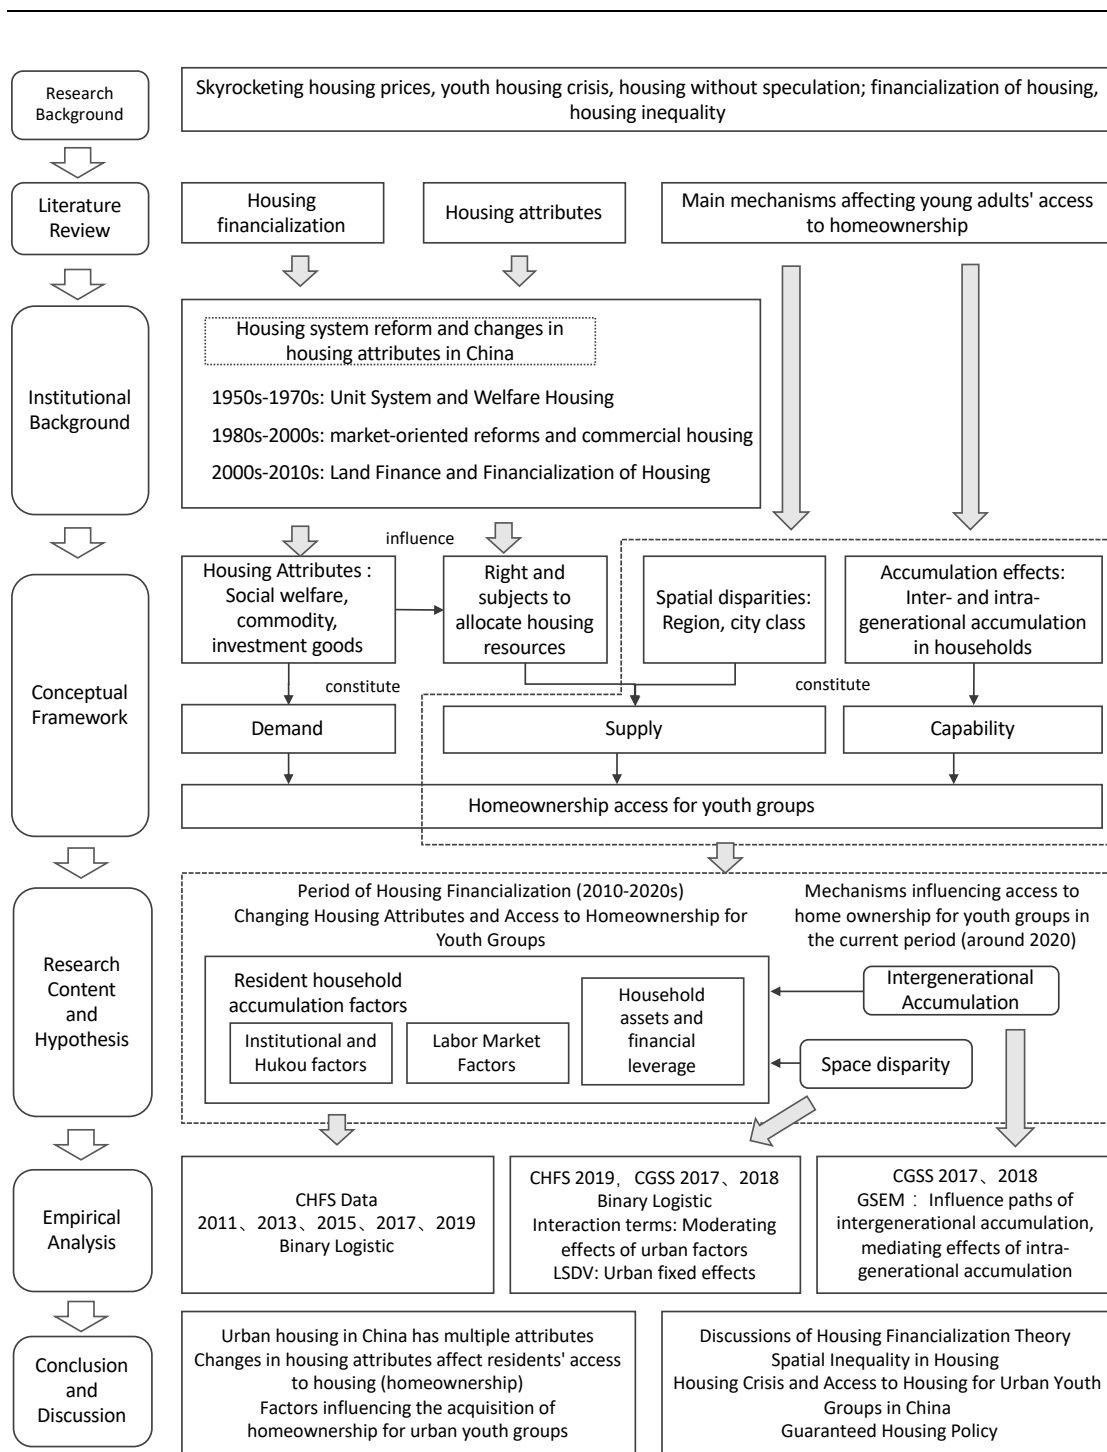 Research
Background
Skyrocketing housing prices, youth housing crisis, housing without speculation; financialization of housing,
housing inequality
Literature
Review
Housing
financialization
Housing attributes
Main mechanisms affecting young adults' access
to homeownership
Institutional
Background
Housing system reform and changes in
housing attributes in China
1950s-1970s: Unit System and Welfare Housing
1980s-2000s: market-oriented reforms and commercial housing
2000s-2010s: Land Finance and Financialization of Housing
influence
Conceptual
Framework
Housing Attributes :
Social welfare,
commodity,
investment goods
Right and
subjects to
allocate housing
resources
Spatial disparities:
Region, city class
Accumulation effects:
Inter- and intra-
generational accumulation
in households
constitute
constitute
Demand
Supply
Capability
Homeownership access for youth groups
Research
Content
and
Hypothesis
Period of Housing Financialization (2010-2020s)
Changing Housing Attributes and Access to Homeownership for
Youth Groups
Mechanisms influencing access to
home ownership for youth groups in
the current period (around 2020)
Resident household
accumulation factors
Institutional and
Hukou factors
Labor Market
Factors
Household
assets and
financial
leverage
Intergenerational
Accumulation
Space disparity
Empirical
Analysis
CHFS Data
2011、2013、2015、2017、2019
Binary Logistic
CHFS 2019, CGSS 2017、2018
Binary Logistic
Interaction terms: Moderating
effects of urban factors
LSDV: Urban fixed effects
CGSS 2017、2018
GSEM： Influence paths of
intergenerational accumulation,
mediating effects of intra-
generational accumulation
Conclusion
and
Discussion
Urban housing in China has multiple attributes
Changes in housing attributes affect residents' access
to housing (homeownership)
Factors influencing the acquisition of
homeownership for urban youth groups
Discussions of Housing Financialization Theory
Spatial Inequality in Housing
Housing Crisis and Access to Housing for Urban Youth
Groups in China
Guaranteed Housing Policy